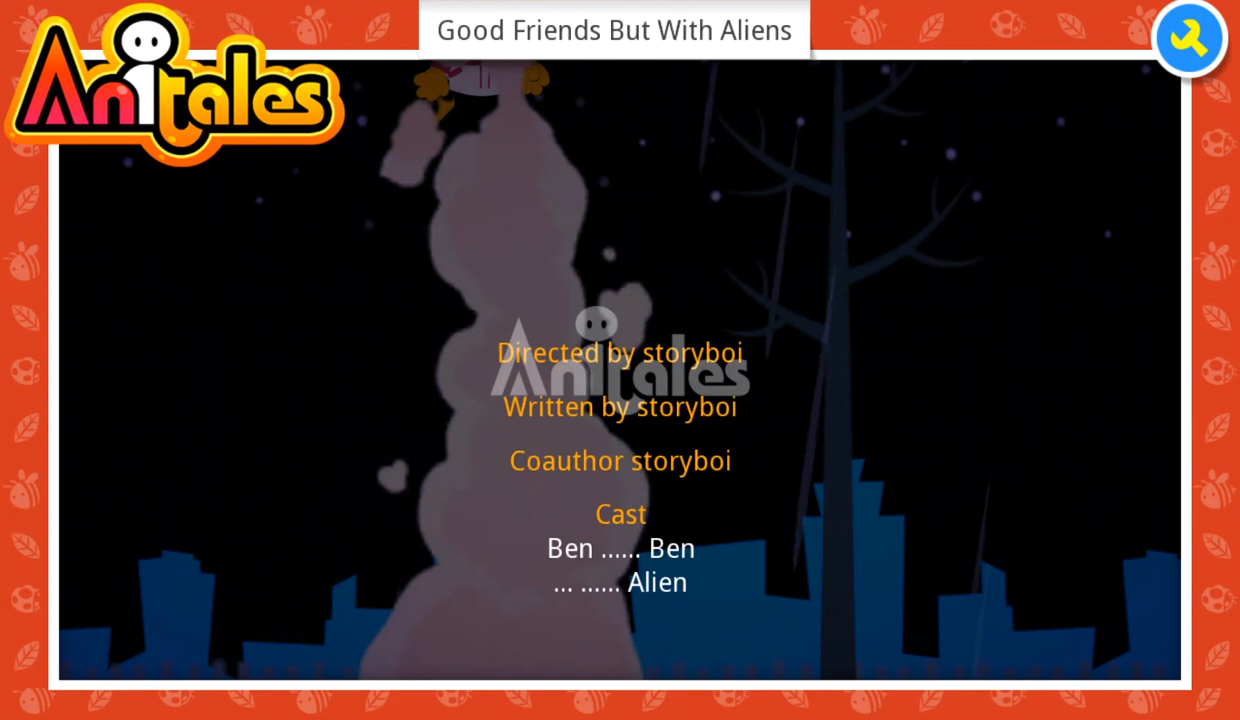 Good Friends But With Aliens
Anitales
Anitales
Directed by storyboi
Written by storyboi
Coauthor storyboi
Cast
Ben ...... Ben
... ...... Alien